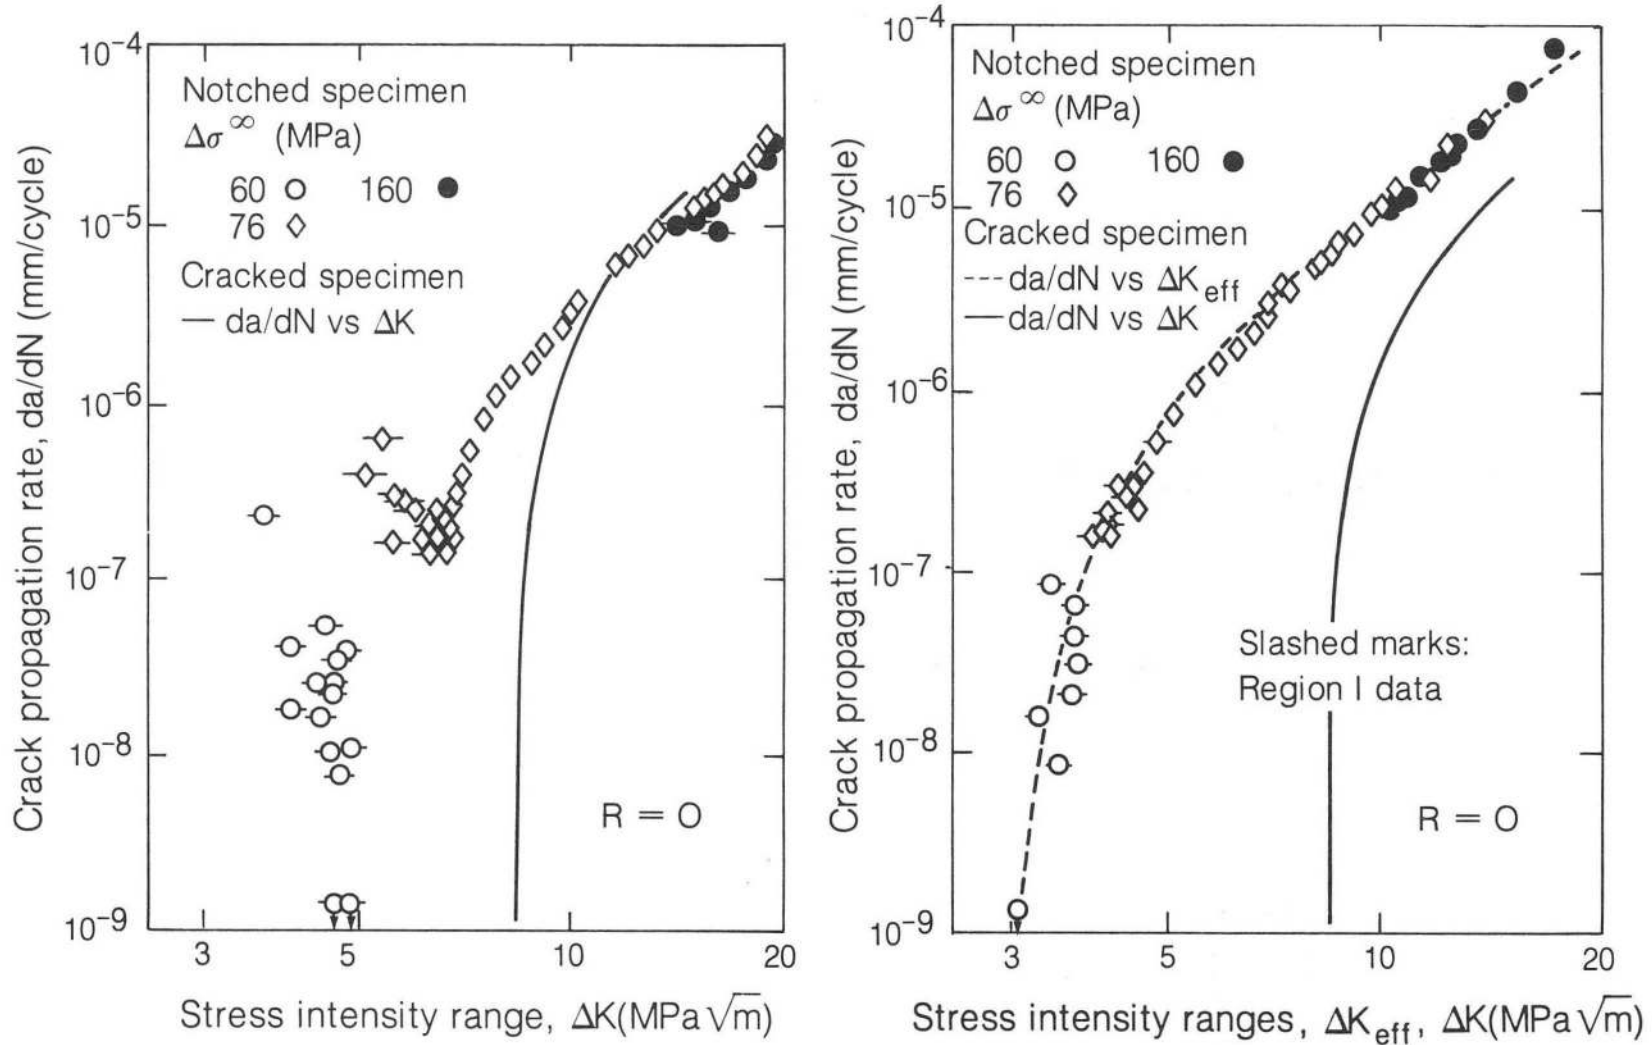 Crack propagation rate, da/dN (mm/cycle)
10⁻⁴
10⁻⁵
10⁻⁶
10⁻⁷
10⁻⁸
10⁻⁹
Notched specimen
Δσ^∞ (MPa)
60 ○ 160 ●
76 ◇
Cracked specimen
— da/dN vs ΔK
R = O
3 5 10 20
Stress intensity range, ΔK(MPa√m)
Crack propagation rate, da/dN (mm/cycle)
10⁻⁴
10⁻⁵
10⁻⁶
10⁻⁷
10⁻⁸
10⁻⁹
Notched specimen
Δσ^∞ (MPa)
60 ○ 160 ●
76 ◇
Cracked specimen
--- da/dN vs ΔK_eff
— da/dN vs ΔK
Slashed marks:
Region I data
R = O
3 5 10 20
Stress intensity ranges, ΔK_eff, ΔK(MPa√m)